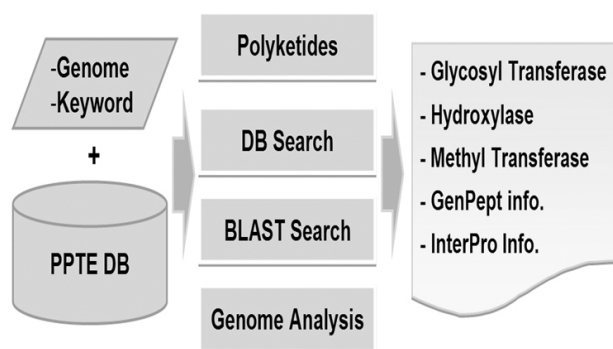 -Genome
-Keyword
+
PPTE DB
Polyketides
DB Search
BLAST Search
Genome Analysis
- Glycosyl Transferase
- Hydroxylase
- Methyl Transferase
- GenPept info.
- InterPro Info.